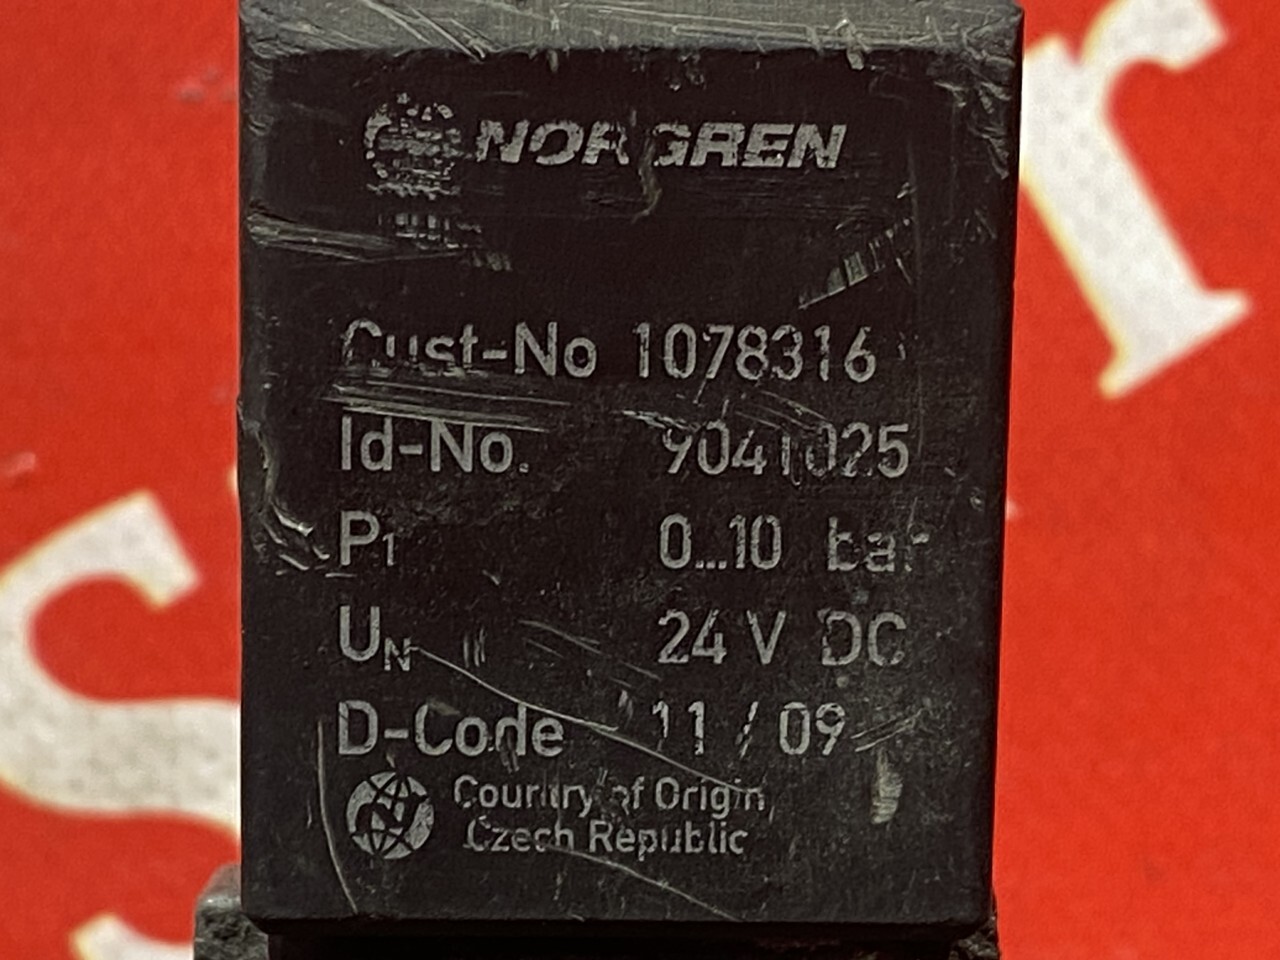 NORGREN
Cust-No 1078316
Id-No. 9041025
P1 0...10 bar
UN 24 V DC
D-Code 11 / 09
Country of Origin
Czech Republic